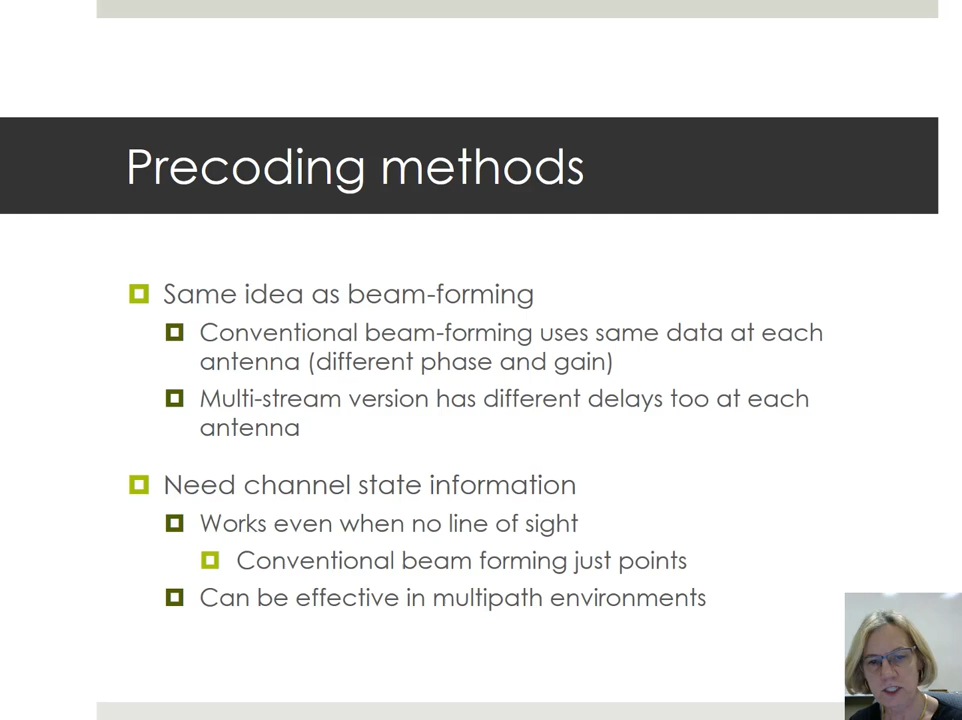 Precoding methods
Same idea as beam-forming
Conventional beam-forming uses same data at each
antenna (different phase and gain)
Multi-stream version has different delays too at each
antenna
Need channel state information
Works even when no line of sight
Conventional beam forming just points
Can be effective in multipath environments